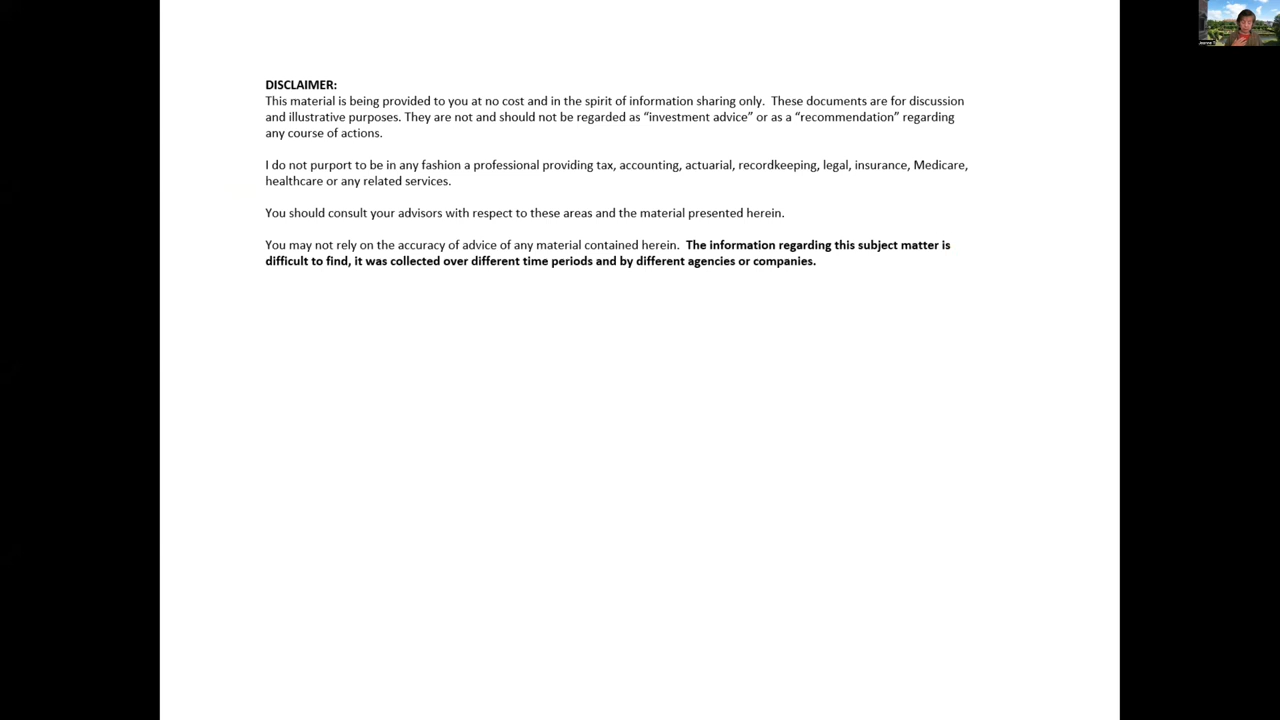 DISCLAIMER:
This material is being provided to you at no cost and in the spirit of information sharing only.  These documents are for discussion
and illustrative purposes. They are not and should not be regarded as “investment advice” or as a “recommendation” regarding
any course of actions.
I do not purport to be in any fashion a professional providing tax, accounting, actuarial, recordkeeping, legal, insurance, Medicare,
healthcare or any related services.
You should consult your advisors with respect to these areas and the material presented herein.
You may not rely on the accuracy of advice of any material contained herein.  The information regarding this subject matter is
difficult to find, it was collected over different time periods and by different agencies or companies.